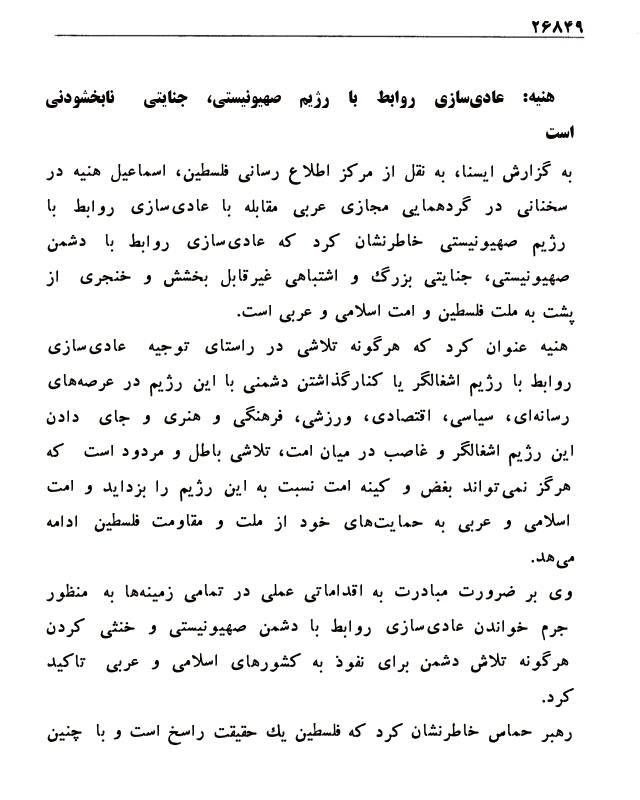 ۲۶۸۴۹
هنیه: عادی‌سازی روابط با رژیم صهیونیستی، جنایتی نابخشودنی
است
به گزارش ایسنا، به نقل از مرکز اطلاع رسانی فلسطین، اسماعیل هنیه در
سخنانی در گردهمایی مجازی عربی مقابله با عادی‌سازی روابط با
رژیم صهیونیستی خاطرنشان کرد که عادی‌سازی روابط با دشمن
صهیونیستی، جنایتی بزرگ و اشتباهی غیرقابل بخشش و خنجری از
پشت به ملت فلسطین و امت اسلامی و عربی است.
هنیه عنوان کرد که هرگونه تلاشی در راستای توجیه عادی‌سازی
روابط با رژیم اشغالگر یا کنارگذاشتن دشمنی با این رژیم در عرصه‌های
رسانه‌ای، سیاسی، اقتصادی، ورزشی، فرهنگی و هنری و جای دادن
این رژیم اشغالگر و غاصب در میان امت، تلاشی باطل و مردود است که
هرگز نمی‌تواند بغض و کینه امت نسبت به این رژیم را بزداید و امت
اسلامی و عربی به حمایت‌های خود از ملت و مقاومت فلسطین ادامه
می‌هد.
وی بر ضرورت مبادرت به اقداماتی عملی در تمامی زمینه‌ها به منظور
جرم خواندن عادی‌سازی روابط با دشمن صهیونیستی و خنثی کردن
هرگونه تلاش دشمن برای نفوذ به کشورهای اسلامی و عربی تاکید
کرد.
رهبر حماس خاطرنشان کرد که فلسطین یك حقیقت راسخ است و با چنین